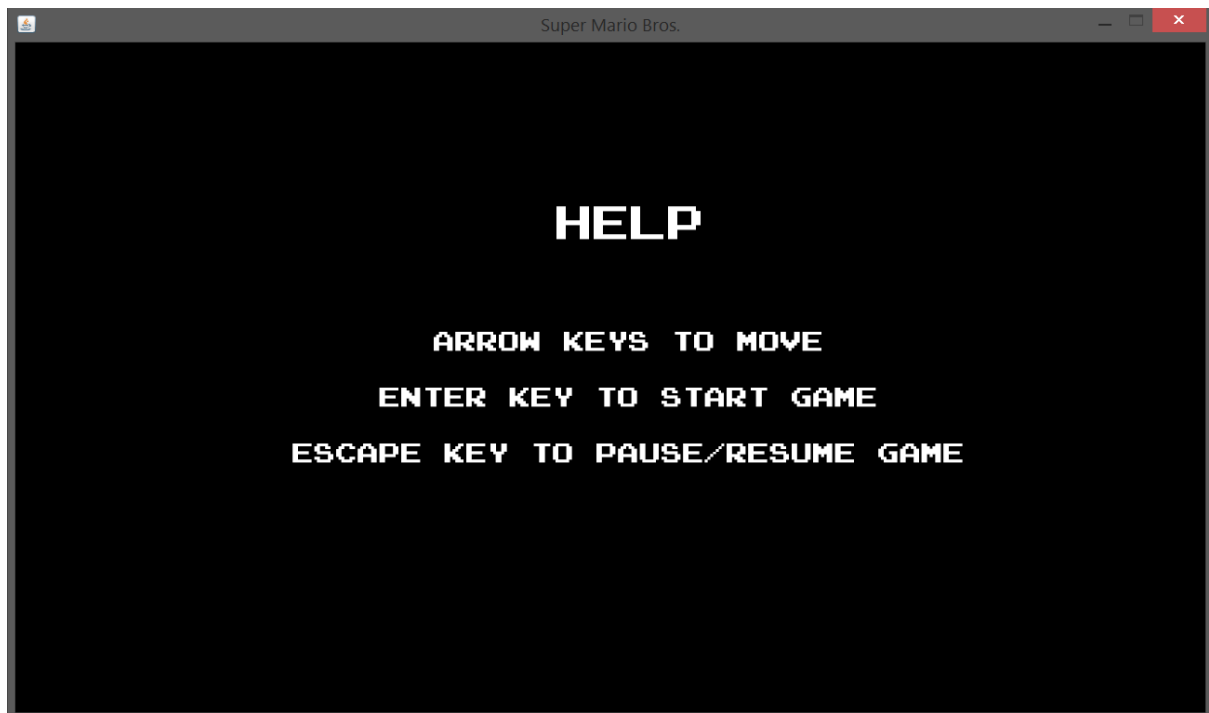 Super Mario Bros.
HELP
ARROW KEYS TO MOVE
ENTER KEY TO START GAME
ESCAPE KEY TO PAUSE/RESUME GAME